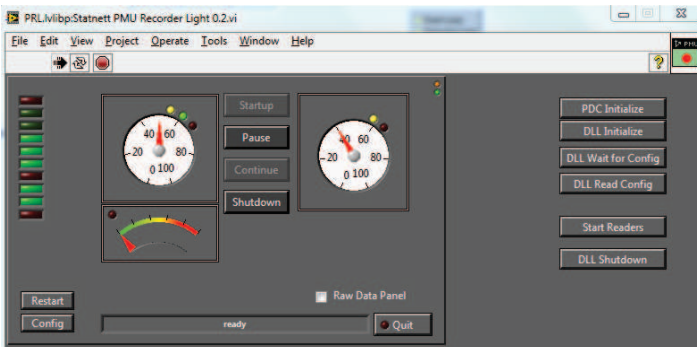 PRL.lvlibp:Statnett PMU Recorder Light 0.2.vi
File Edit View Project Operate Tools Window Help
Startup
Pause
Continue
Shutdown
40 60
20 80
0 100
40 60
20 80
0 100
PDC Initialize
DLL Initialize
DLL Wait for Config
DLL Read Config
Start Readers
DLL Shutdown
Raw Data Panel
Restart
Config
ready
Quit